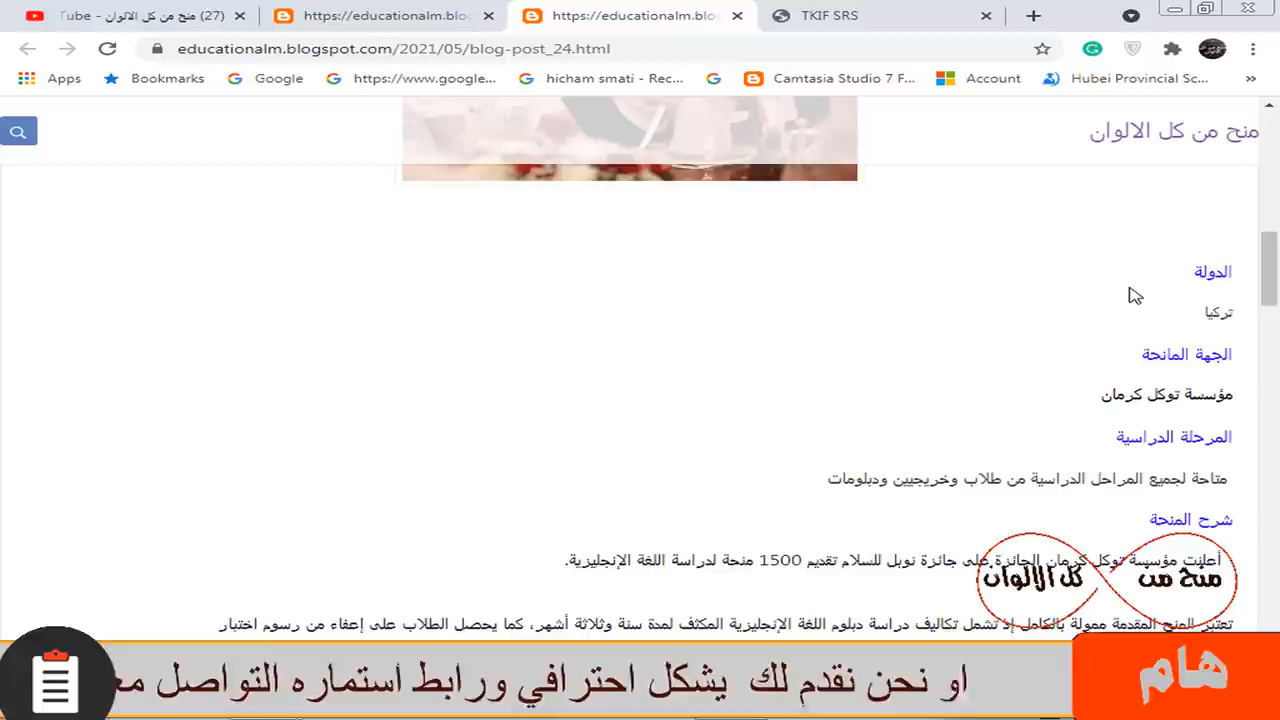 (27) منح من كل الالوان - Tube
https://educationalm.blog
https://educationalm.blog
TKIF SRS
educationalm.blogspot.com/2021/05/blog-post_24.html
Apps
Bookmarks
Google
https://www.google...
hicham smati - Rec...
Camtasia Studio 7 F...
Account
Hubei Provincial Sc...
»
منح من كل الالوان
الدولة
تركيا
الجهة المانحة
مؤسسة توكل كرمان
المرحلة الدراسية
متاحة لجميع المراحل الدراسية من طلاب وخريجيين ودبلومات
شرح المنحة
أعلنت مؤسسة توكل كرمان الحائزة على جائزة نوبل للسلام تقديم 1500 منحة لدراسة اللغة الإنجليزية.
منح من كل الالوان
تعتبر المنح المقدمة ممولة بالكامل إذ تشمل تكاليف دراسة دبلوم اللغة الإنجليزية المكثف لمدة سنة وثلاثة أشهر، كما يحصل الطلاب على إعفاء من رسوم اختبار
هام
او نحن نقدم لك يشكل احترافي ورابط استماره التواصل مع